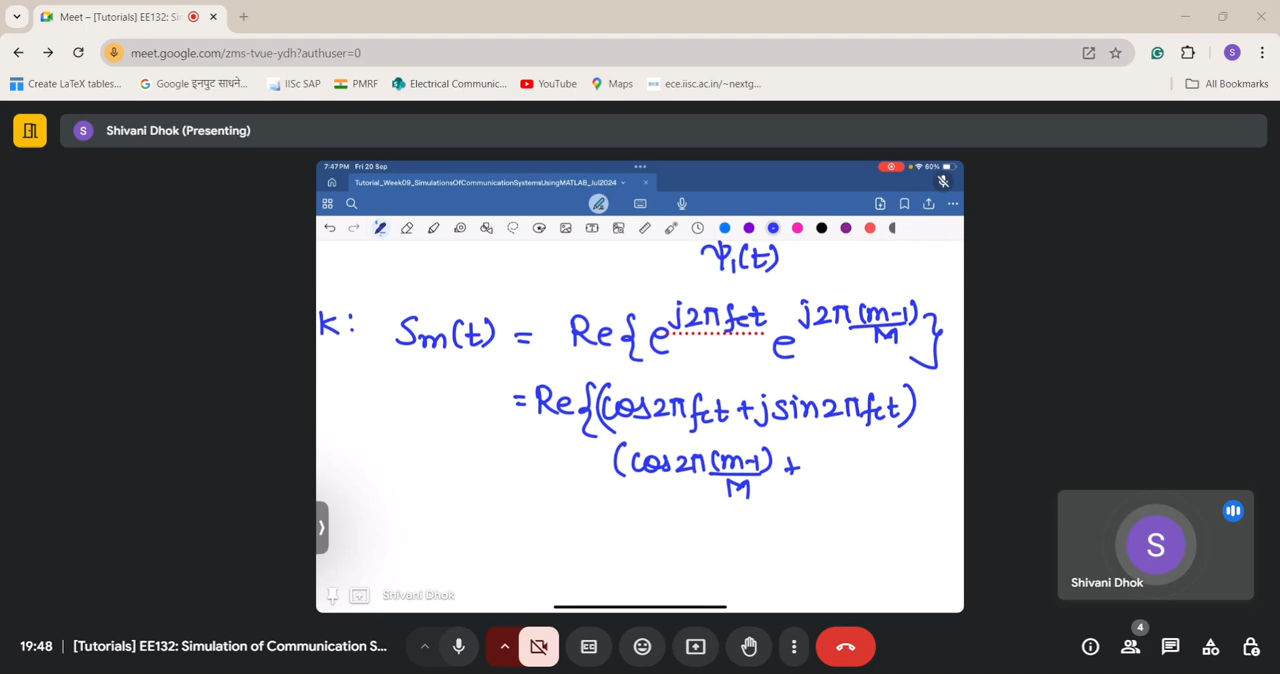 Meet – [Tutorials] EE132: Si
meet.google.com/zms-tvue-ydh?authuser=0
S
Create LaTeX tables...
Google इनपुट साधने...
IISc SAP
PMRF
Electrical Communic...
YouTube
Maps
ece.iisc.ac.in/~nextg...
All Bookmarks
S
Shivani Dhok (Presenting)
7:47 PM Fri 20 Sep
60%
Tutorial_Week09_SimulationsOfCommunicationSystemsUsingMATLAB_Jul2024
ψ₁(t)
K: Sm(t) = Re{e^{j2πfct} e^{j2π(m-1)/M}}
= Re{(cos2πfct + jsin2πfct)
(cos2π(m-1)/M +
Shivani Dhok
S
Shivani Dhok
19:48 | [Tutorials] EE132: Simulation of Communication S...
4